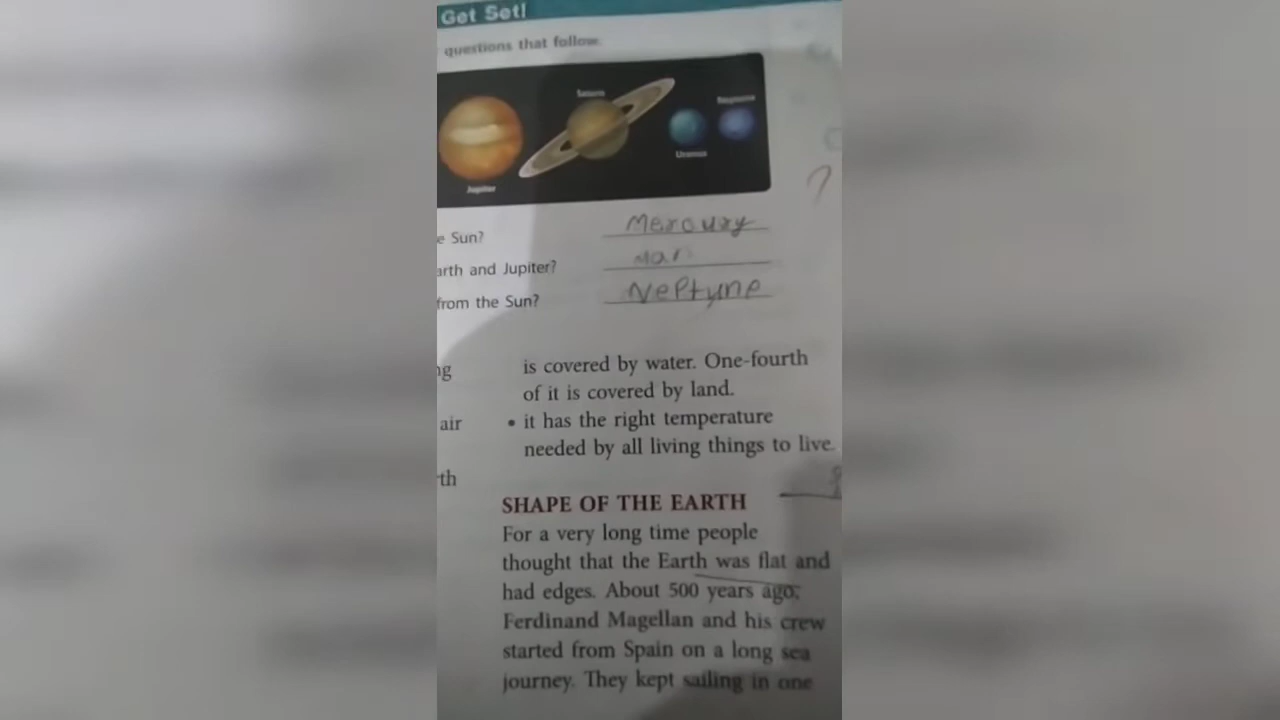 Get Set!
questions that follow.
Saturn
Neptune
Uranus
Jupiter
e Sun? Mercury
arth and Jupiter? Mar
from the Sun? Neptune
ng
is covered by water. One-fourth
of it is covered by land.
air
• it has the right temperature
needed by all living things to live.
th
SHAPE OF THE EARTH
For a very long time people
thought that the Earth was flat and
had edges. About 500 years ago,
Ferdinand Magellan and his crew
started from Spain on a long sea
journey. They kept sailing in one